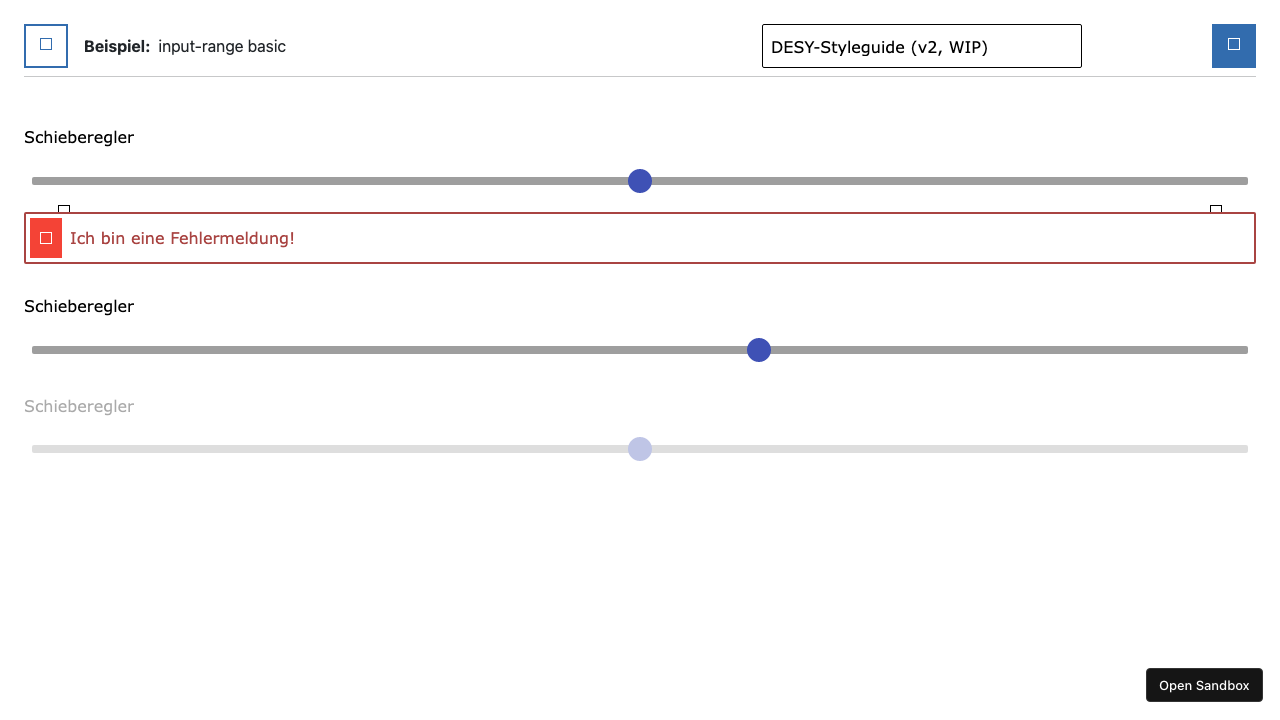 Beispiel: input-range basic
DESY-Styleguide (v2, WIP)
Schieberegler
Ich bin eine Fehlermeldung!
Schieberegler
Schieberegler
Open Sandbox